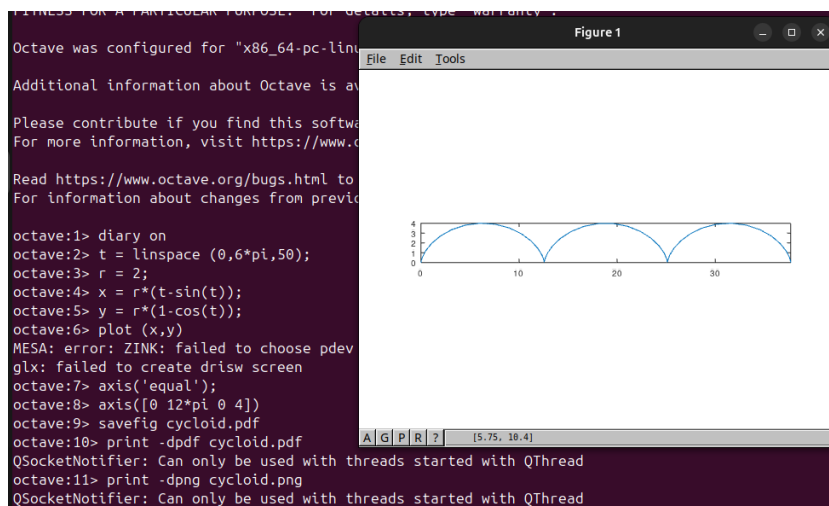 FITNESS FOR A PARTICULAR PURPOSE. For details, type 'warranty'.
Octave was configured for "x86_64-pc-linu
Additional information about Octave is av
Please contribute if you find this softwa
For more information, visit https://www.o
Read https://www.octave.org/bugs.html to
For information about changes from previo
octave:1> diary on
octave:2> t = linspace (0,6*pi,50);
octave:3> r = 2;
octave:4> x = r*(t-sin(t));
octave:5> y = r*(1-cos(t));
octave:6> plot (x,y)
MESA: error: ZINK: failed to choose pdev
glx: failed to create drisw screen
octave:7> axis('equal');
octave:8> axis([0 12*pi 0 4])
octave:9> savefig cycloid.pdf
octave:10> print -dpdf cycloid.pdf
QSocketNotifier: Can only be used with threads started with QThread
octave:11> print -dpng cycloid.png
QSocketNotifier: Can only be used with threads started with QThread
Figure 1
File Edit Tools
4
3
2
1
0
0 10 20 30
A G P R ? [5.75, 10.4]